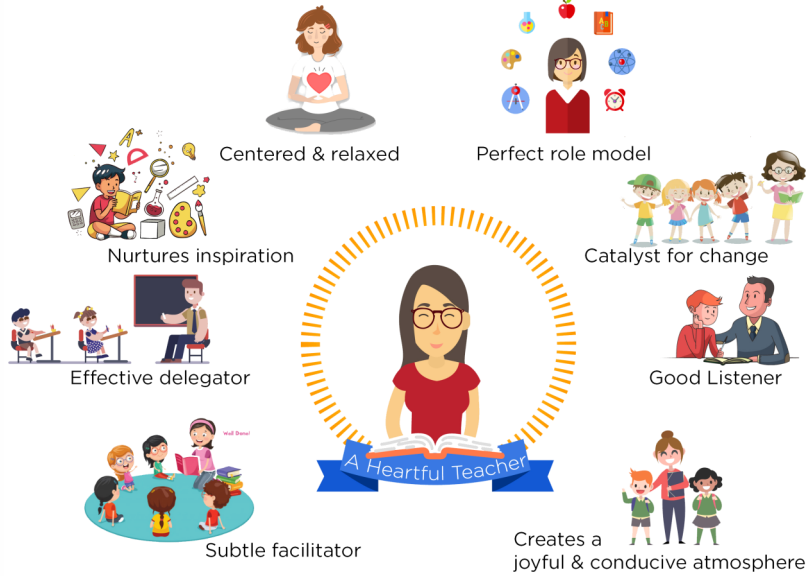 Centered & relaxed
Perfect role model
Nurtures inspiration
Catalyst for change
Effective delegator
Good Listener
Well Done!
A Heartful Teacher
Subtle facilitator
Creates a
joyful & conducive atmosphere